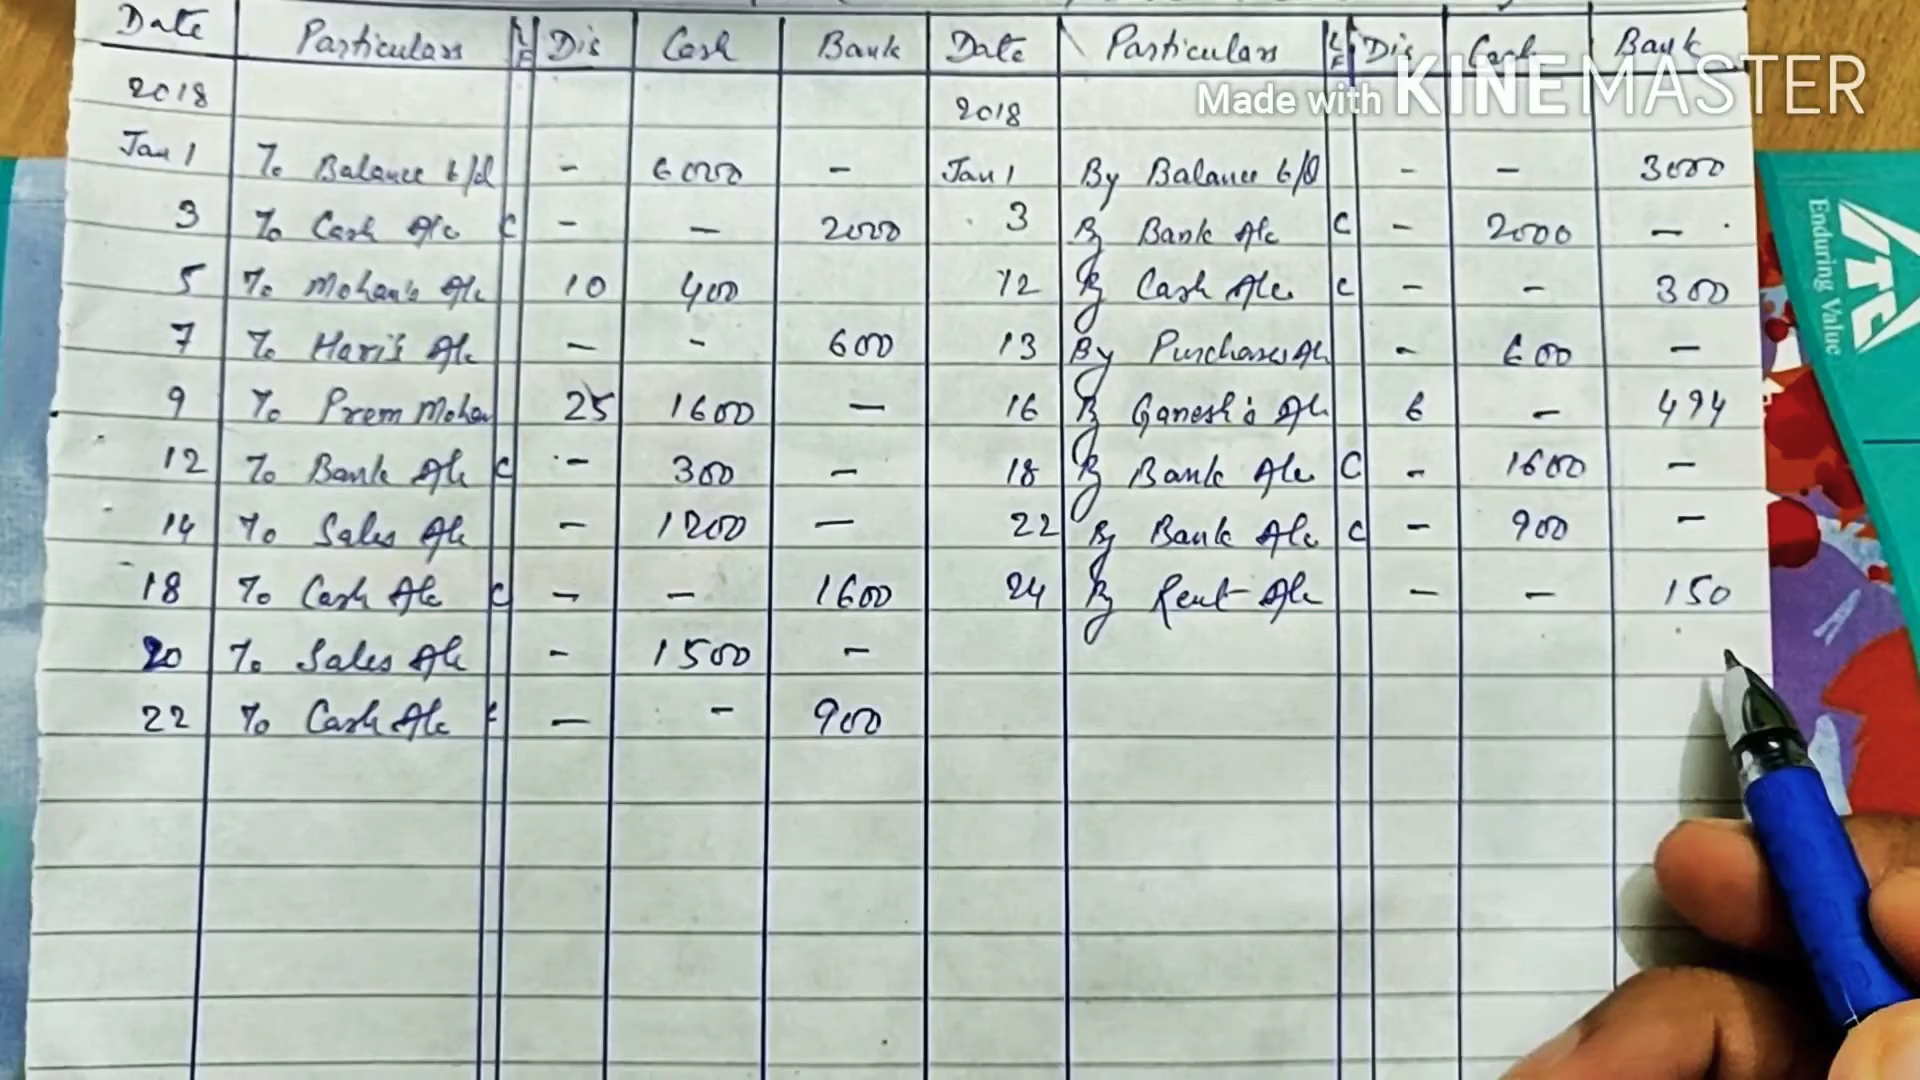 Date Particulars LF Dis Cash Bank Date Particulars LF Dis Cash Bank
Made with KINEMASTER
2018 2018
Jan 1 To Balance b/d - 6000 - Jan 1 By Balance b/d - - 3000
3 To Cash A/c C - - 2000 3 By Bank A/c C - 2000 -
5 To Mohan's A/c 10 400 12 By Cash A/c C - - 300
7 To Hari's A/c - - 600 13 By Purchases A/c - 600 -
9 To Prem Mohan 25 1600 - 16 By Ganesh's A/c 6 - 494
12 To Bank A/c C - 300 - 18 By Bank A/c C - 1600 -
14 To Sales A/c - 1200 - 22 By Bank A/c C - 900 -
18 To Cash A/c C - - 1600 24 By Rent A/c - - 150
20 To Sales A/c - 1500 -
22 To Cash A/c C - - 900
ITC
Enduring Value